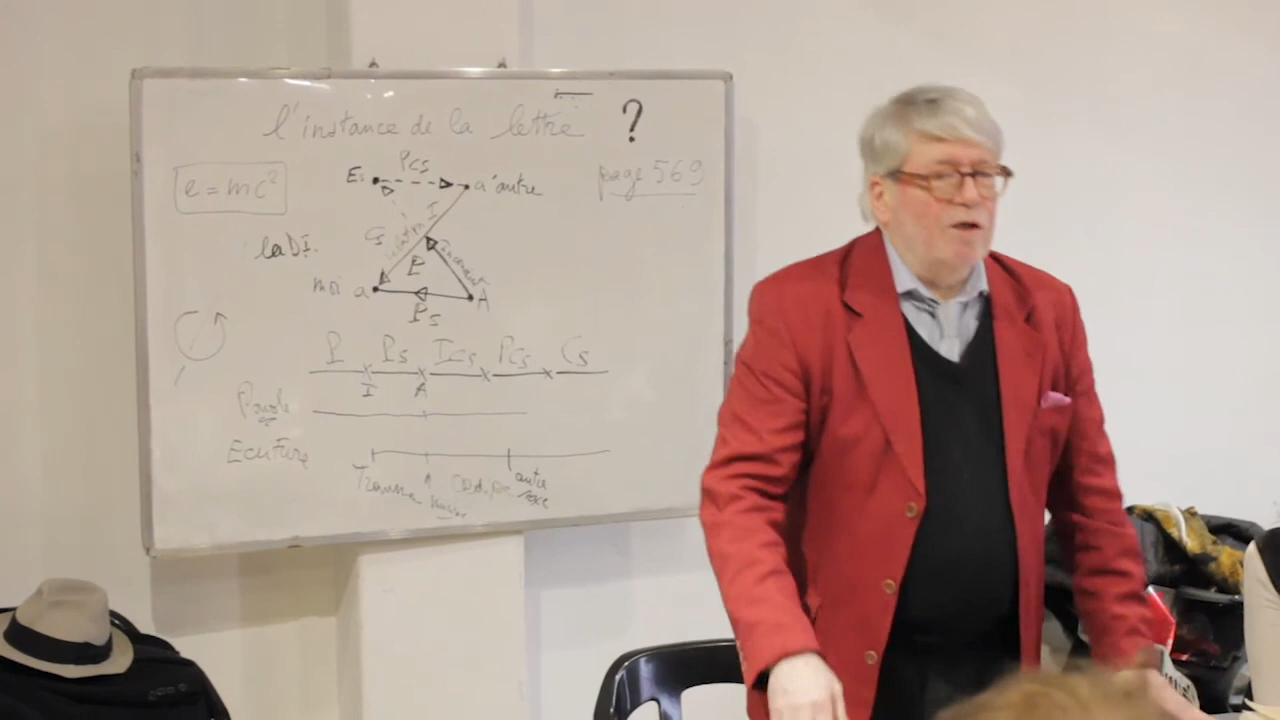 l'instance de la lettre ?
Pcs
Es a'autre
page 569
e = mc²
I
Cs
la DI.
P
moi a A
Ps
P Ps Ics Pcs Cs
I A
Parole
Ecriture
Trauma autre
sexe